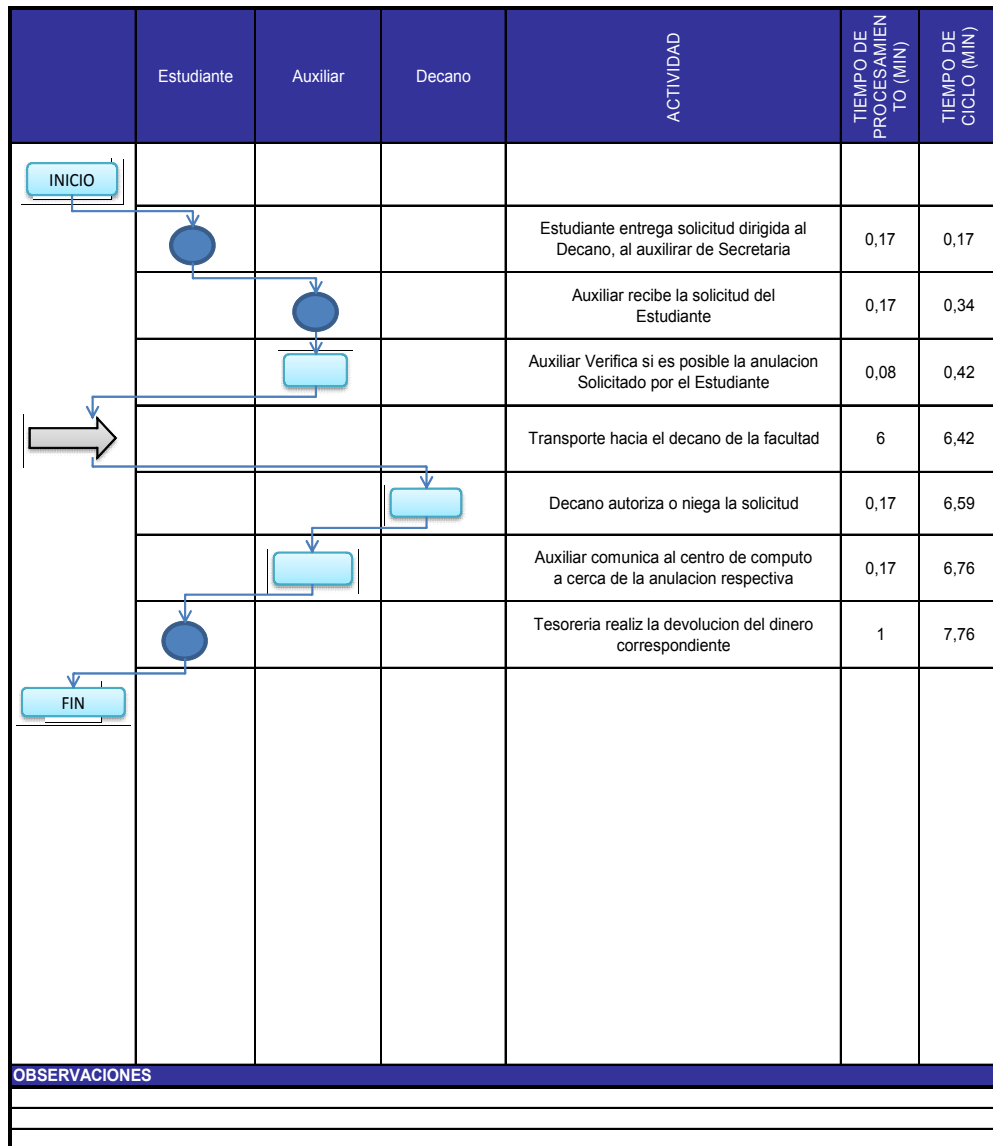 Estudiante
Auxiliar
Decano
ACTIVIDAD
TIEMPO DE
PROCESAMIEN
TO (MIN)
TIEMPO DE
CICLO (MIN)
INICIO
Estudiante entrega solicitud dirigida al
Decano, al auxilirar de Secretaria
0,17
0,17
Auxiliar recibe la solicitud del
Estudiante
0,17
0,34
Auxiliar Verifica si es posible la anulacion
Solicitado por el Estudiante
0,08
0,42
Transporte hacia el decano de la facultad
6
6,42
Decano autoriza o niega la solicitud
0,17
6,59
Auxiliar comunica al centro de computo
a cerca de la anulacion respectiva
0,17
6,76
Tesoreria realiz la devolucion del dinero
correspondiente
1
7,76
FIN
OBSERVACIONES